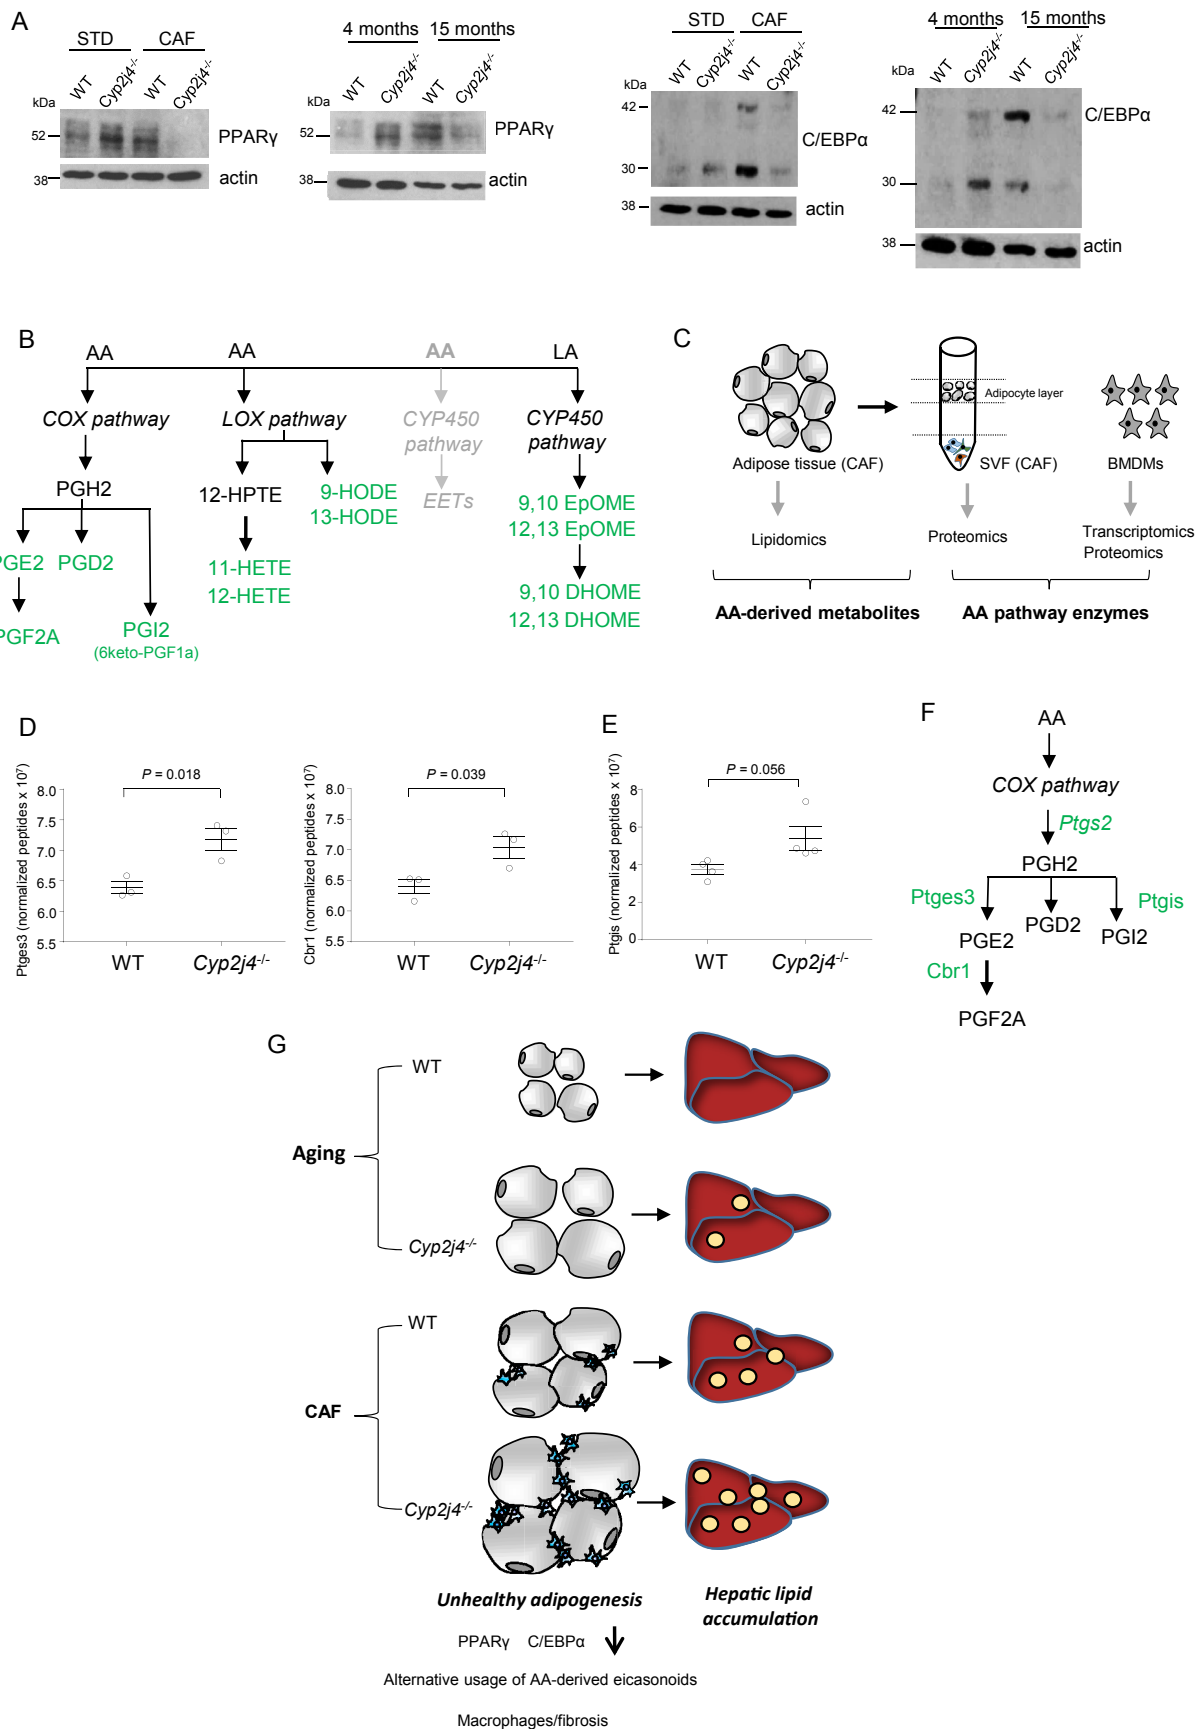 A
STD CAF
WT Cyp2j4-/- WT Cyp2j4-/-
kDa
52 PPARγ
38 actin
4 months 15 months
WT Cyp2j4-/- WT Cyp2j4-/-
kDa
52 PPARγ
38 actin
STD CAF
WT Cyp2j4-/- WT Cyp2j4-/-
kDa
42
C/EBPα
30
38 actin
4 months 15 months
WT Cyp2j4-/- WT Cyp2j4-/-
kDa
42 C/EBPα
30
38 actin
B
AA AA AA LA
COX pathway LOX pathway CYP450 pathway CYP450 pathway
PGH2 12-HPTE 9-HODE EETs 9,10 EpOME
13-HODE 12,13 EpOME
PGE2 PGD2 11-HETE 9,10 DHOME
12-HETE 12,13 DHOME
PGF2A PGI2
(6keto-PGF1a)
C
Adipocyte layer
Adipose tissue (CAF) SVF (CAF) BMDMs
Lipidomics Proteomics Transcriptomics
Proteomics
AA-derived metabolites AA pathway enzymes
D
Ptges3 (normalized peptides x 10⁷)
P = 0.018
8.0
7.5
7.0
6.5
6.0
5.5
WT Cyp2j4-/-
Cbr1 (normalized peptides x 10⁷)
P = 0.039
8.0
7.5
7.0
6.5
6.0
5.5
WT Cyp2j4-/-
E
Ptgis (normalized peptides x 10⁷)
P = 0.056
8
6
4
2
0
WT Cyp2j4-/-
F
AA
COX pathway
Ptgs2
PGH2
Ptges3 Ptgis
PGE2 PGD2 PGI2
Cbr1
PGF2A
G
WT
Aging
Cyp2j4-/-
WT
CAF
Cyp2j4-/-
Unhealthy adipogenesis
Hepatic lipid
accumulation
PPARγ C/EBPα
Alternative usage of AA-derived eicasonoids
Macrophages/fibrosis